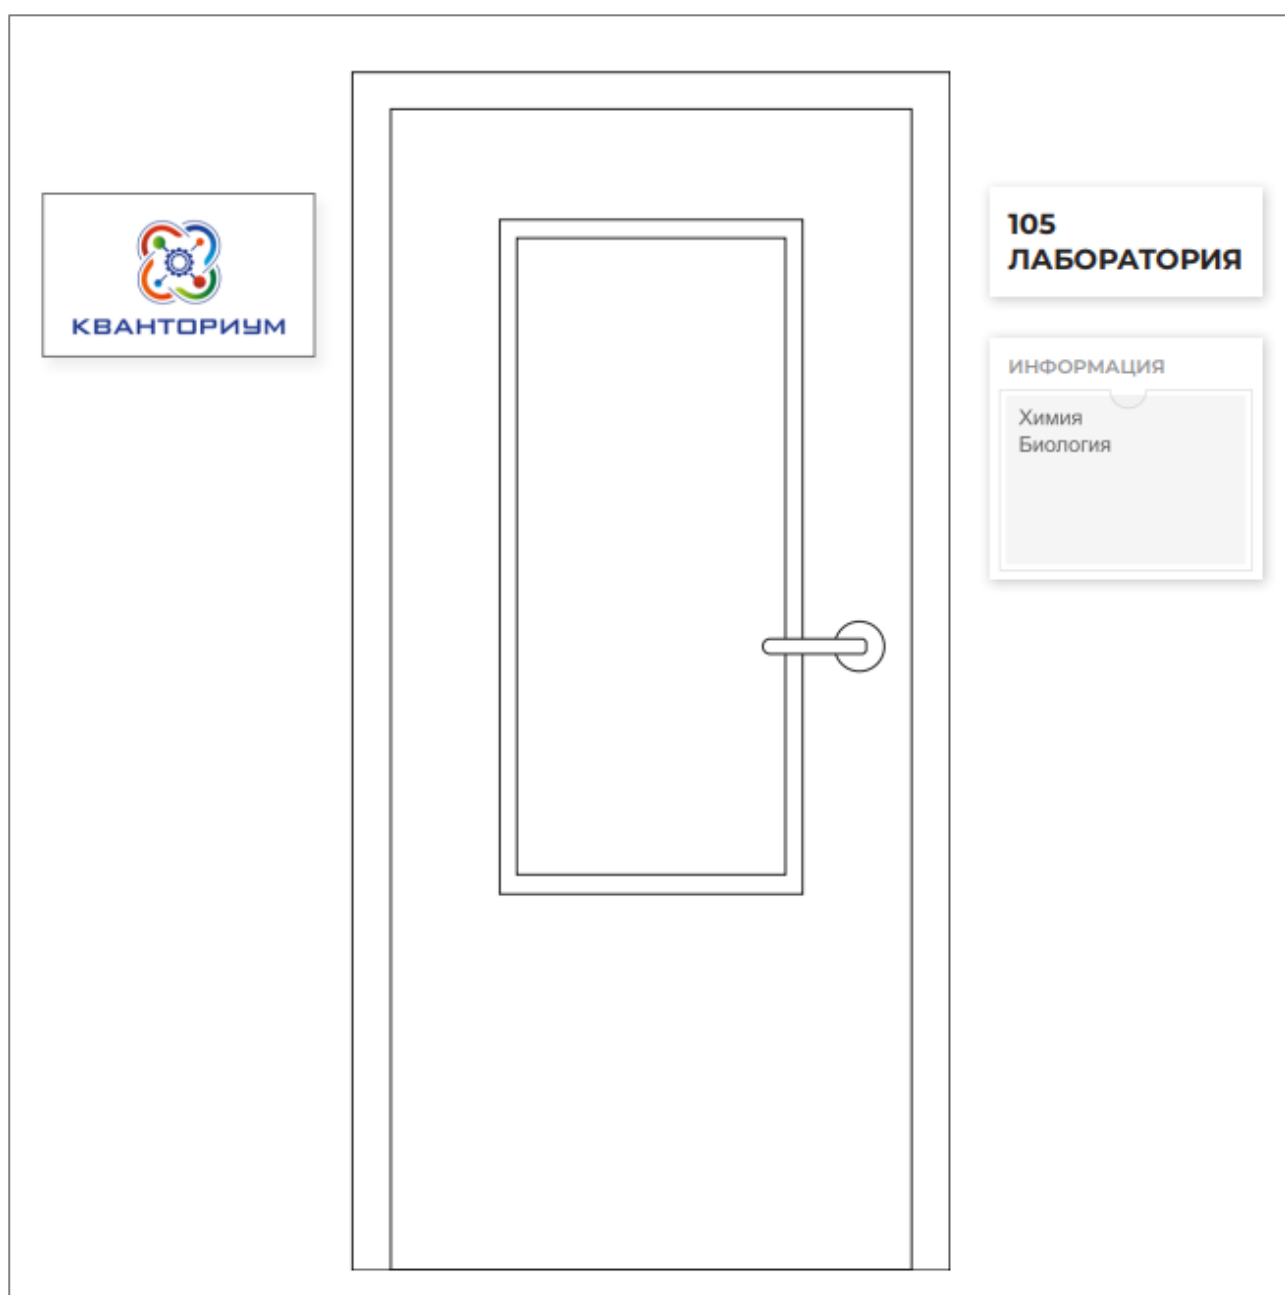 КВАНТОРИУМ
105
ЛАБОРАТОРИЯ
ИНФОРМАЦИЯ
Химия
Биология